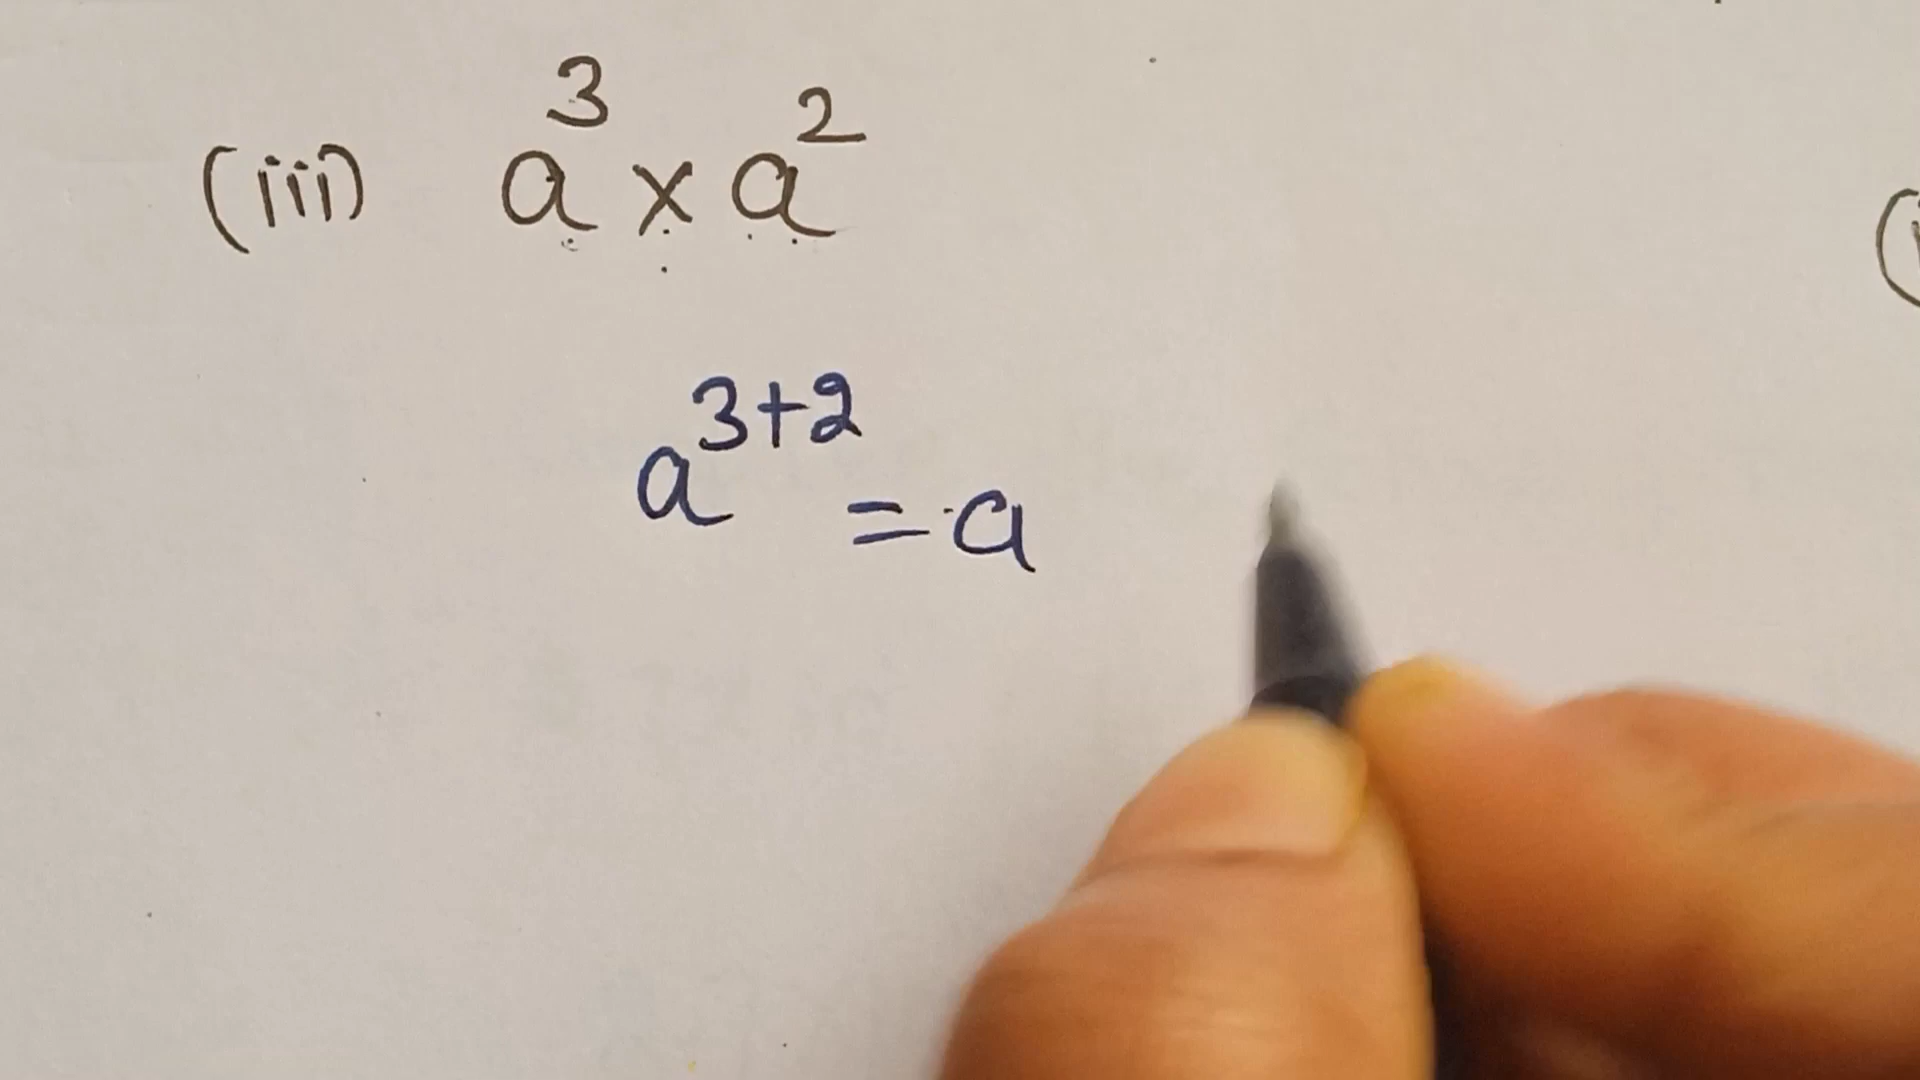 (iii) a³ × a²
a³⁺² = a